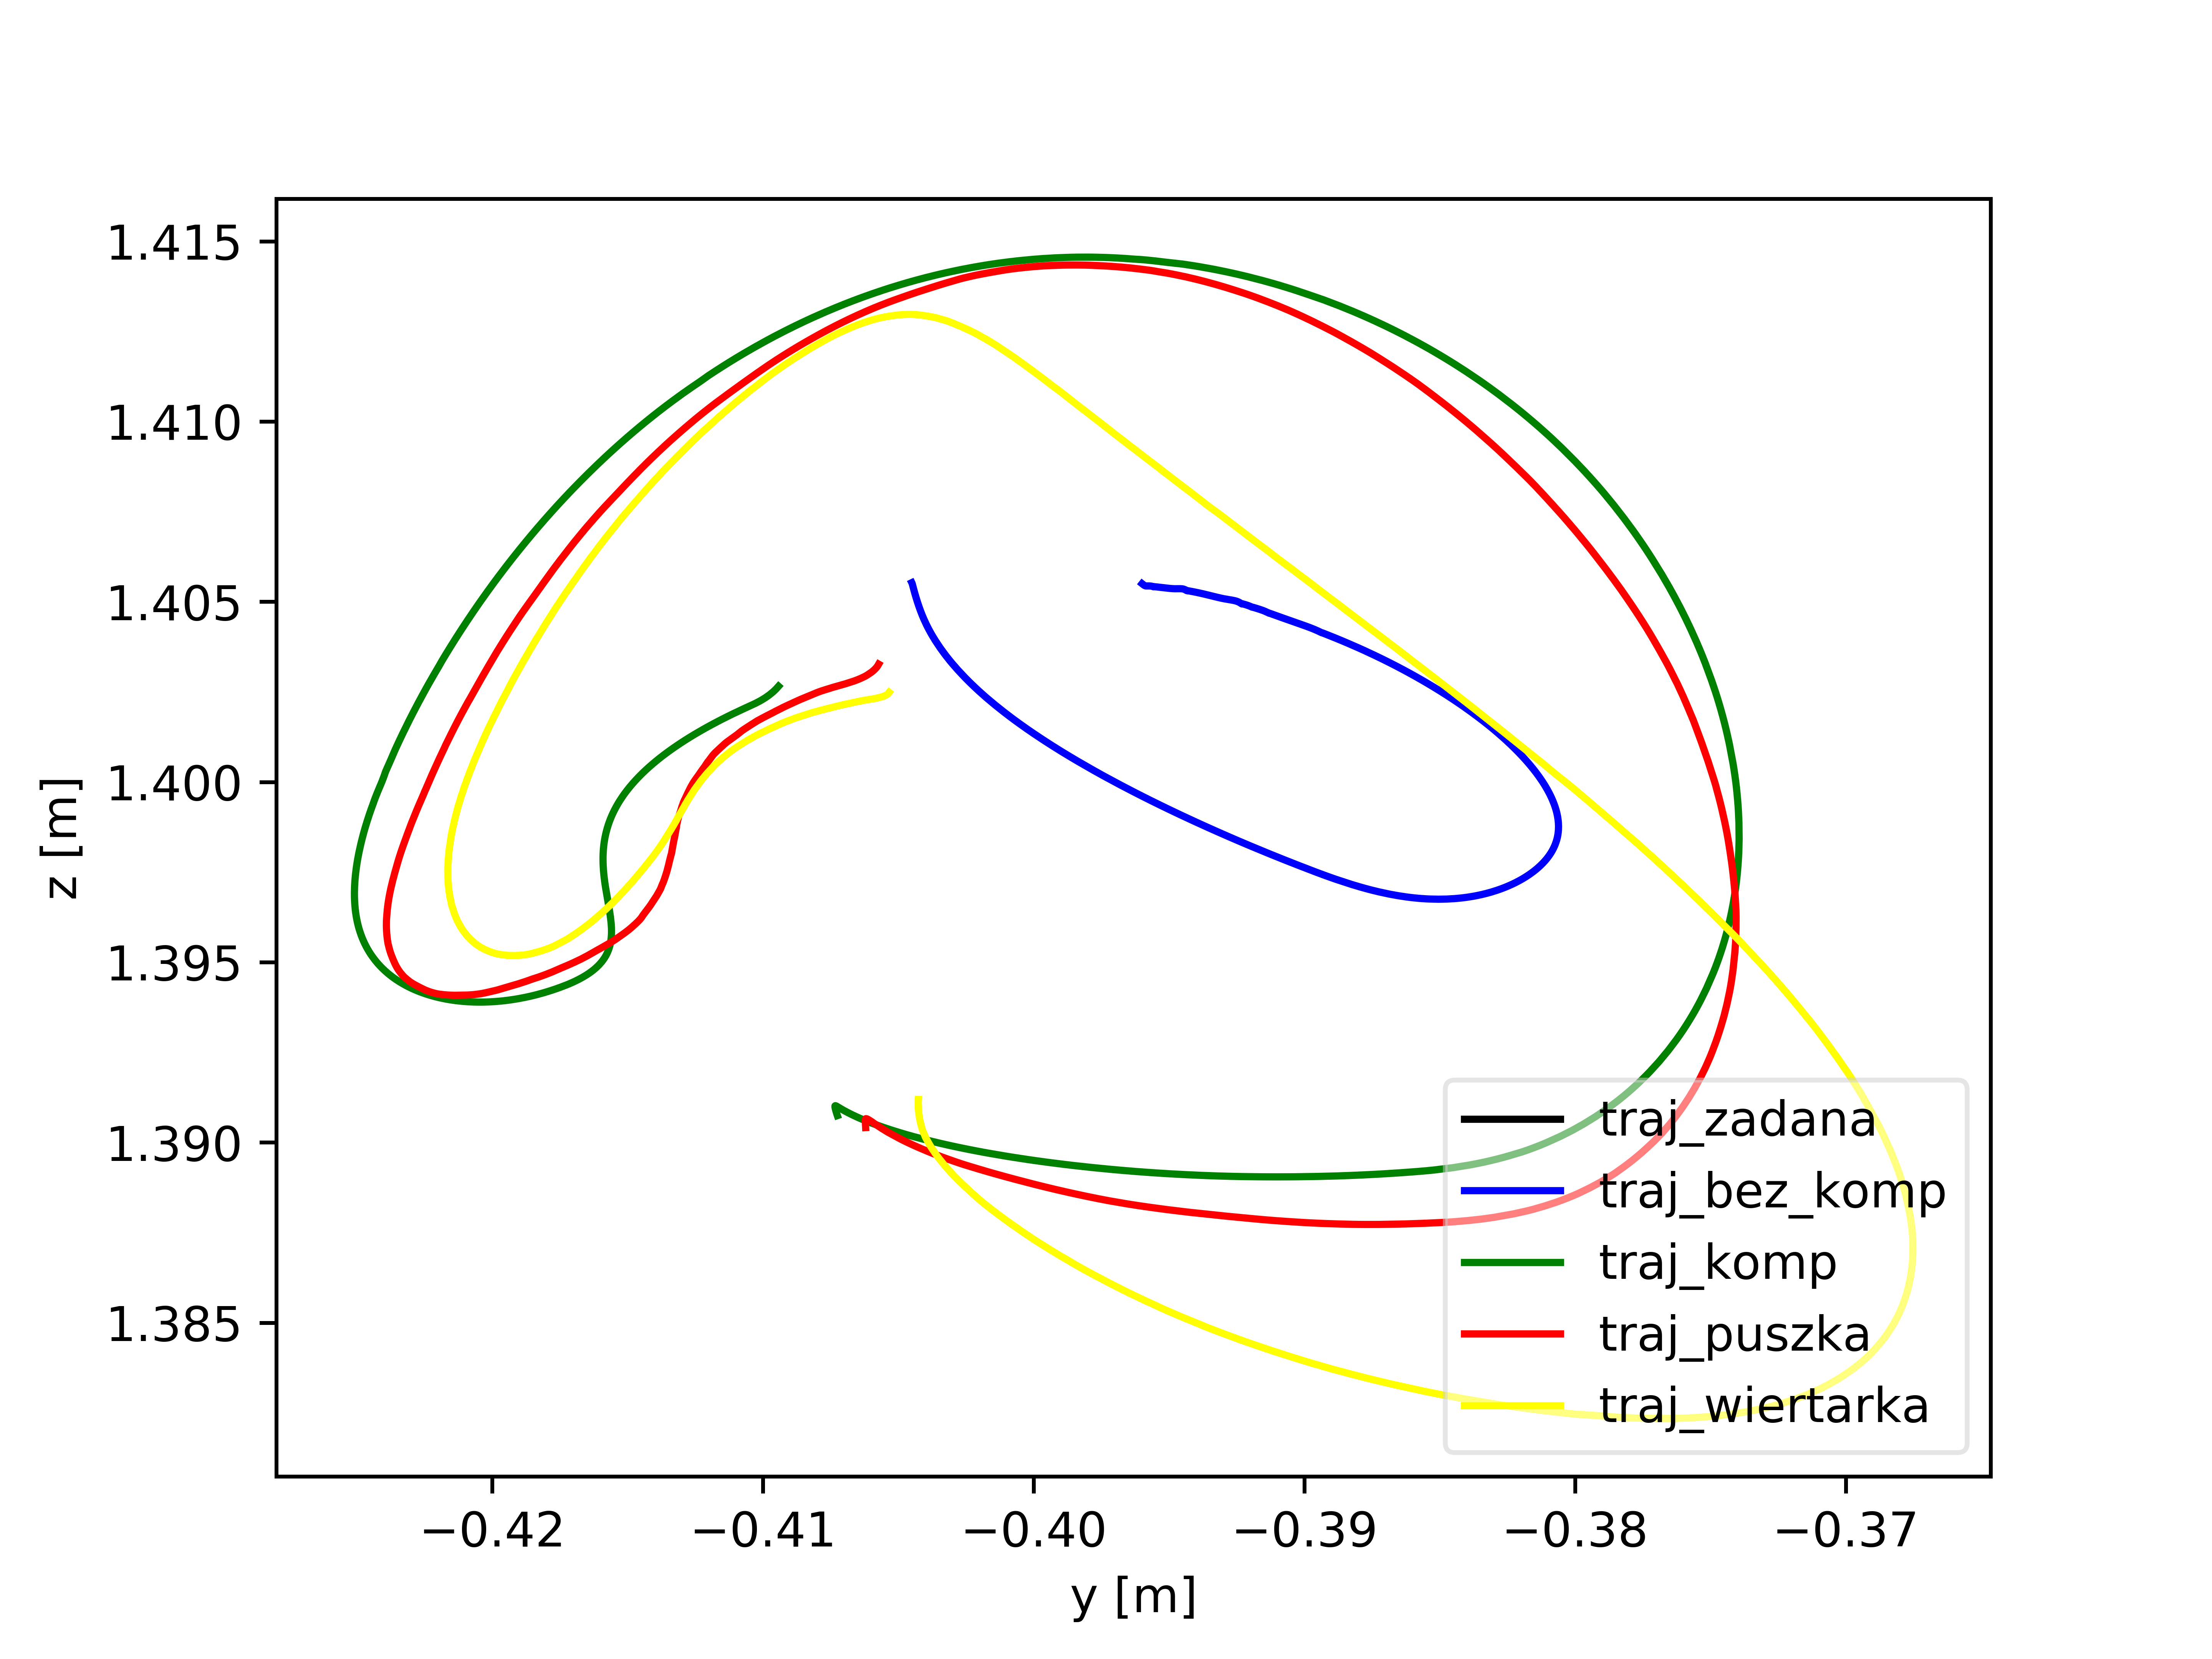 1.415
1.410
1.405
1.400
1.395
1.390
1.385
z [m]
−0.42
−0.41
−0.40
−0.39
−0.38
−0.37
y [m]
traj_zadana
traj_bez_komp
traj_komp
traj_puszka
traj_wiertarka